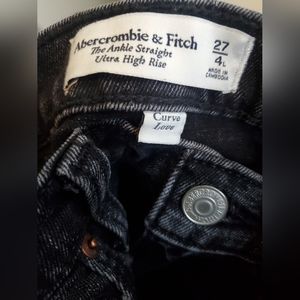 Abercrombie & Fitch
The Ankle Straight
Ultra High Rise
27
4L
MADE IN
CAMBODIA
Curve
Love